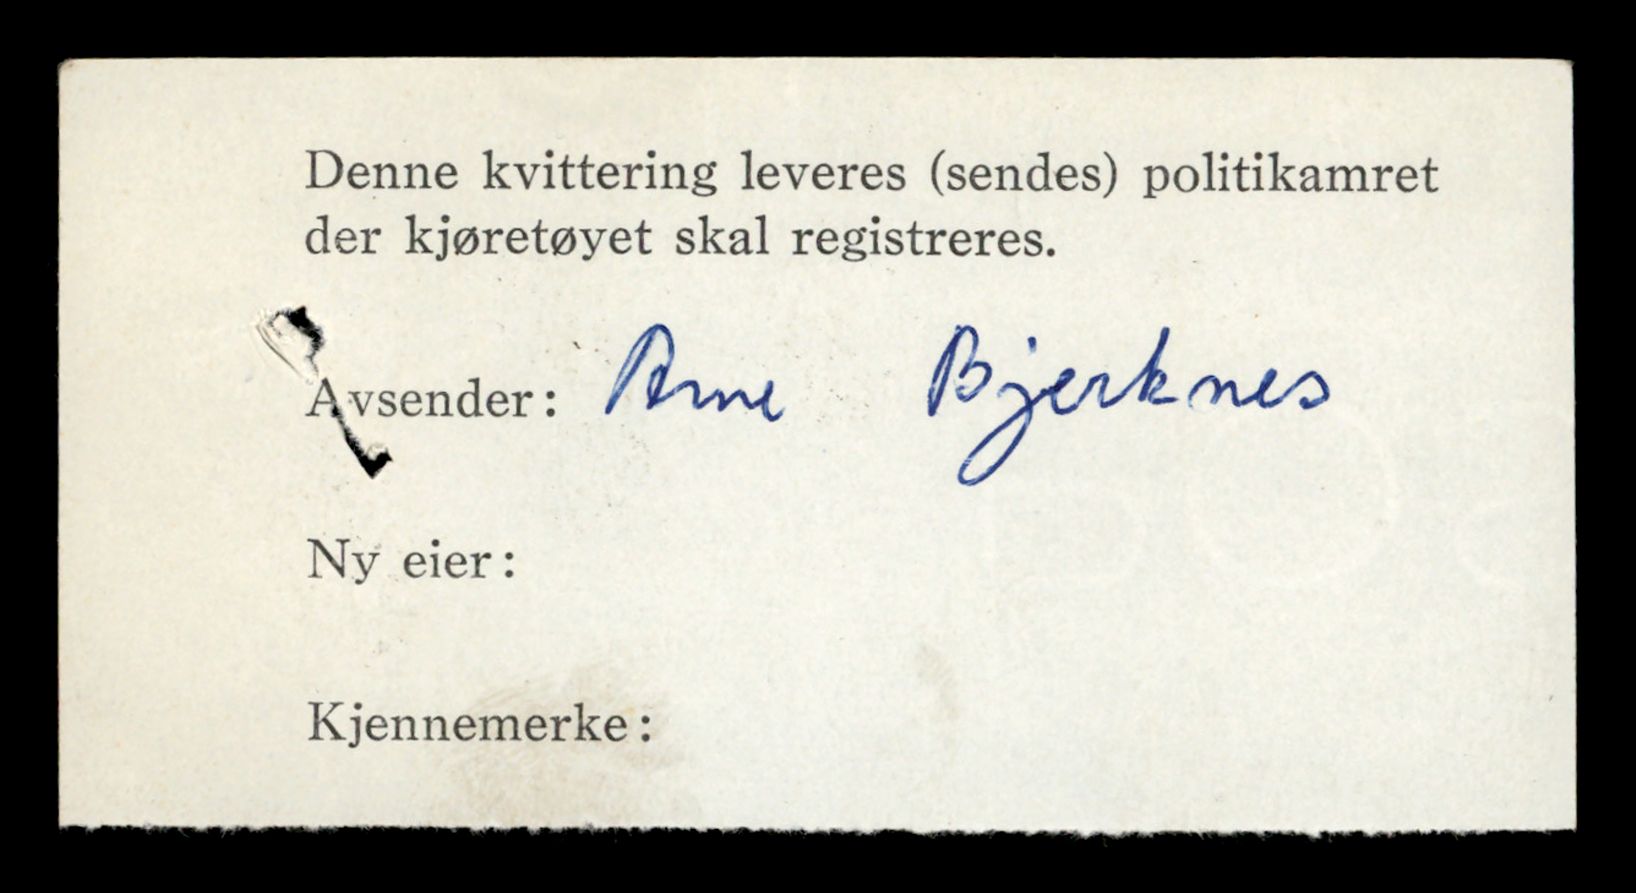 Denne kvittering leveres (sendes) politikamret
der kjøretøyet skal registreres.
Avsender: Arne Bjerknes
Ny eier:
Kjennemerke: